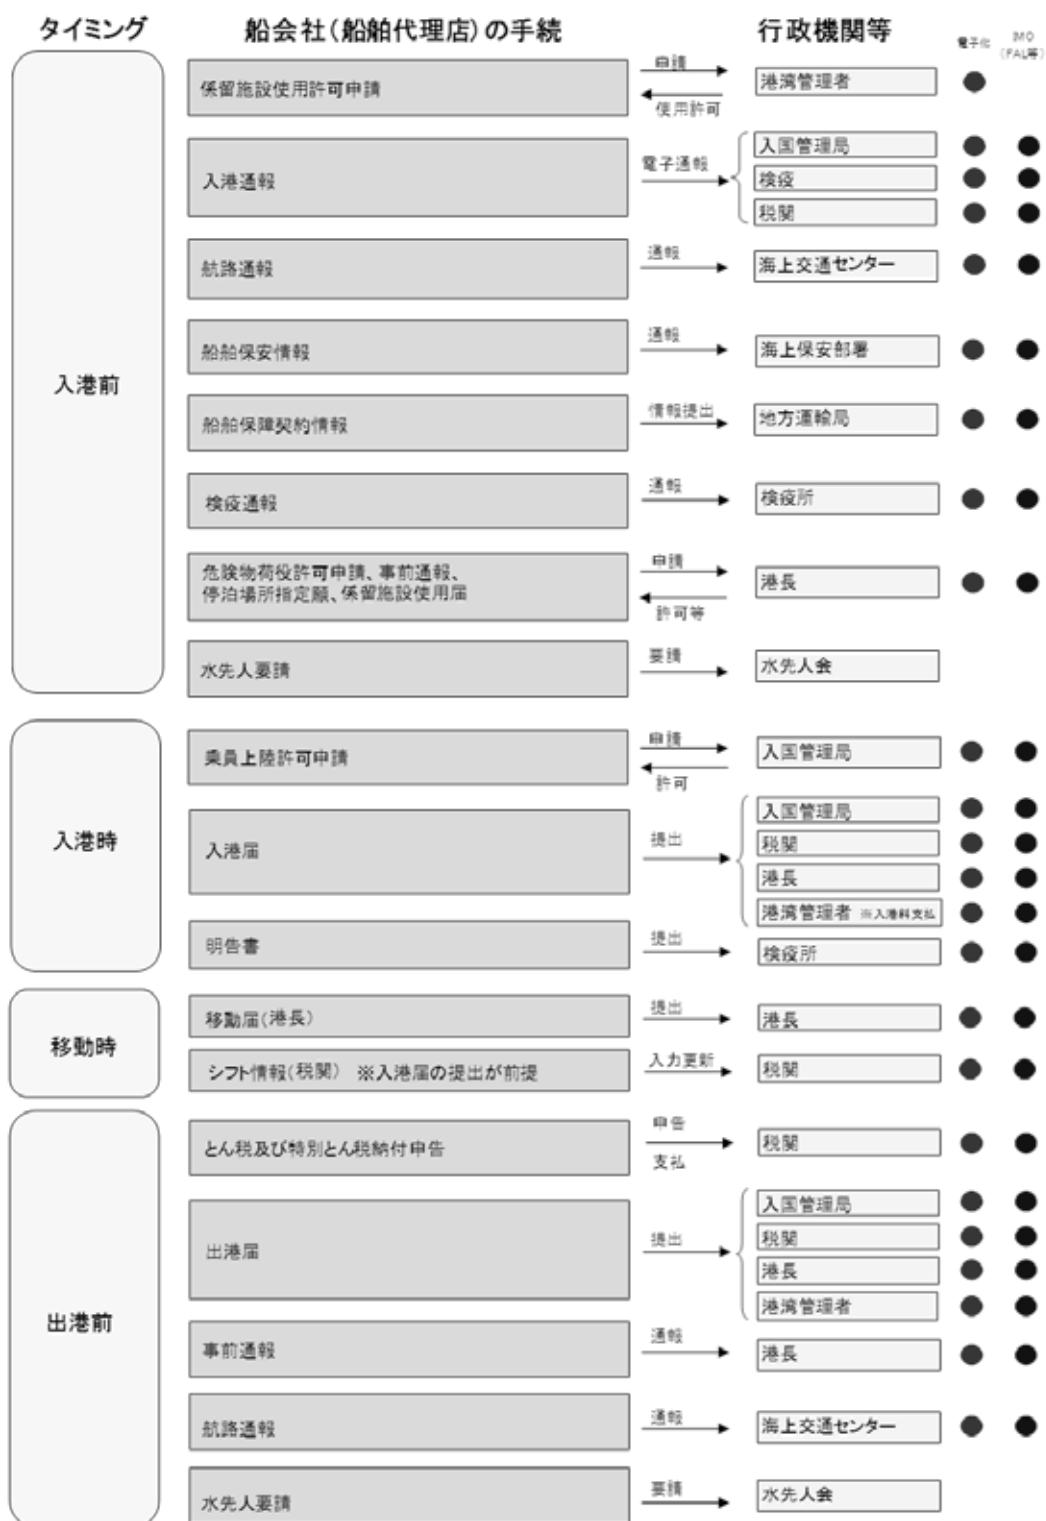 タイミング 船会社(船舶代理店)の手続 行政機関等 電子化 IMO
(FAL等)
入港前
係留施設使用許可申請 申請 港湾管理者
使用許可
入港通報 電子通報 入国管理局
検疫
税関
航路通報 通報 海上交通センター
船舶保安情報 通報 海上保安部署
船舶保障契約情報 情報提出 地方運輸局
検疫通報 通報 検疫所
危険物荷役許可申請、事前通報、 申請 港長
停泊場所指定願、係留施設使用届 許可等
水先人要請 要請 水先人会
入港時
乗員上陸許可申請 申請 入国管理局
許可
入港届 提出 入国管理局
税関
港長
港湾管理者 ※入港料支払
明告書 提出 検疫所
移動時
移動届(港長) 提出 港長
シフト情報(税関) ※入港届の提出が前提 入力更新 税関
出港前
とん税及び特別とん税納付申告 申告 税関
支払
出港届 提出 入国管理局
税関
港長
港湾管理者
事前通報 通報 港長
航路通報 通報 海上交通センター
水先人要請 要請 水先人会